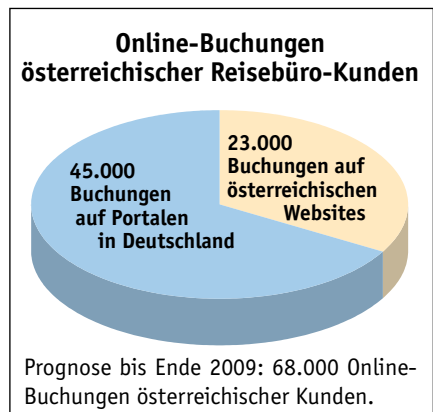 Online-Buchungen
österreichischer Reisebüro-Kunden
45.000
Buchungen
auf Portalen
in Deutschland
23.000
Buchungen auf
österreichischen
Websites
Prognose bis Ende 2009: 68.000 Online-
Buchungen österreichischer Kunden.